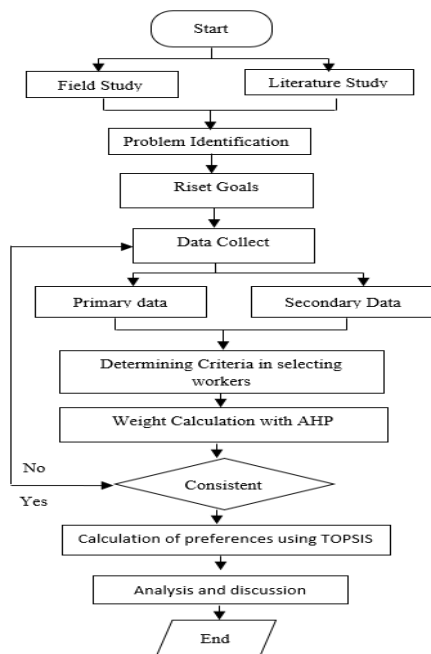 Start
Field Study
Literature Study
Problem Identification
Riset Goals
Data Collect
Primary data
Secondary Data
Determining Criteria in selecting
workers
Weight Calculation with AHP
No
Consistent
Yes
Calculation of preferences using TOPSIS
Analysis and discussion
End